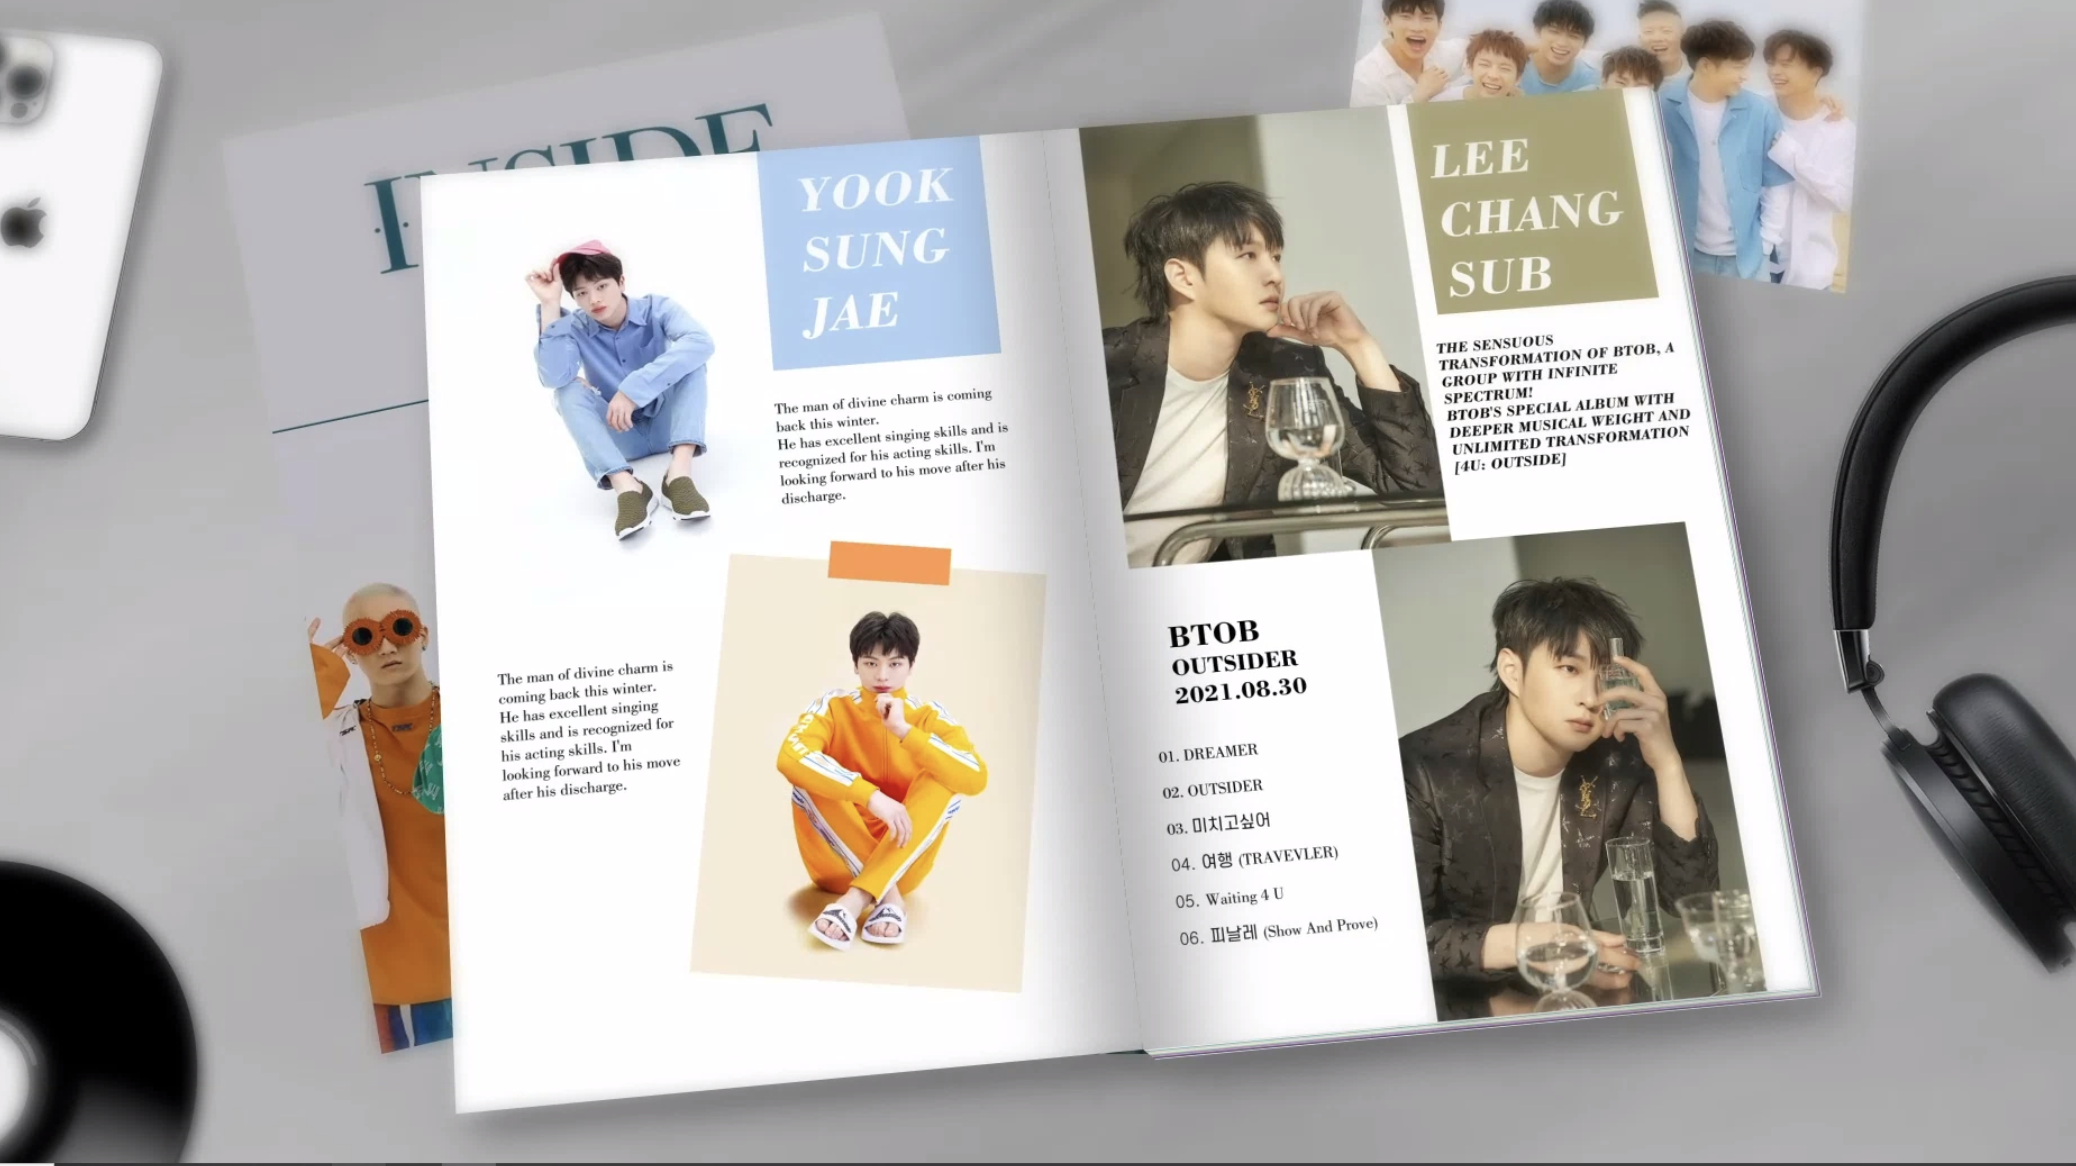 INSIDE
YOOK
SUNG
JAE
The man of divine charm is coming
back this winter.
He has excellent singing skills and is
recognized for his acting skills. I'm
looking forward to his move after his
discharge.
The man of divine charm is
coming back this winter.
He has excellent singing
skills and is recognized for
his acting skills. I'm
looking forward to his move
after his discharge.
LEE
CHANG
SUB
THE SENSUOUS
TRANSFORMATION OF BTOB, A
GROUP WITH INFINITE
SPECTRUM!
BTOB'S SPECIAL ALBUM WITH
DEEPER MUSICAL WEIGHT AND
UNLIMITED TRANSFORMATION
[4U: OUTSIDE]
BTOB
OUTSIDER
2021.08.30
01. DREAMER
02. OUTSIDER
03. 미치고싶어
04. 여행 (TRAVEVLER)
05. Waiting 4 U
06. 피날레 (Show And Prove)